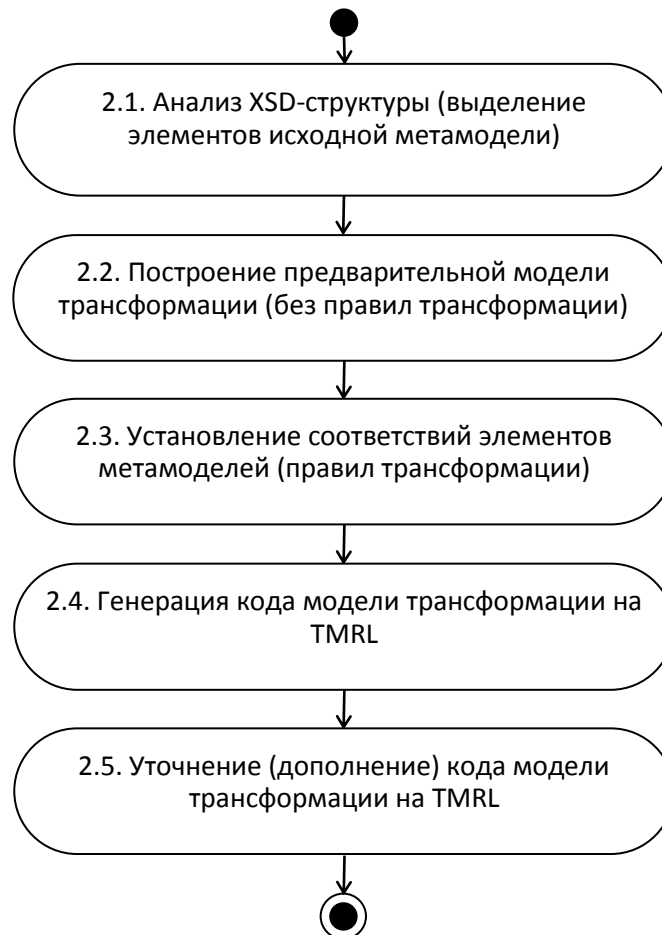 2.1. Анализ XSD-структуры (выделение
элементов исходной метамодели)
2.2. Построение предварительной модели
трансформации (без правил трансформации)
2.3. Установление соответствий элементов
метамоделей (правил трансформации)
2.4. Генерация кода модели трансформации на
TMRL
2.5. Уточнение (дополнение) кода модели
трансформации на TMRL